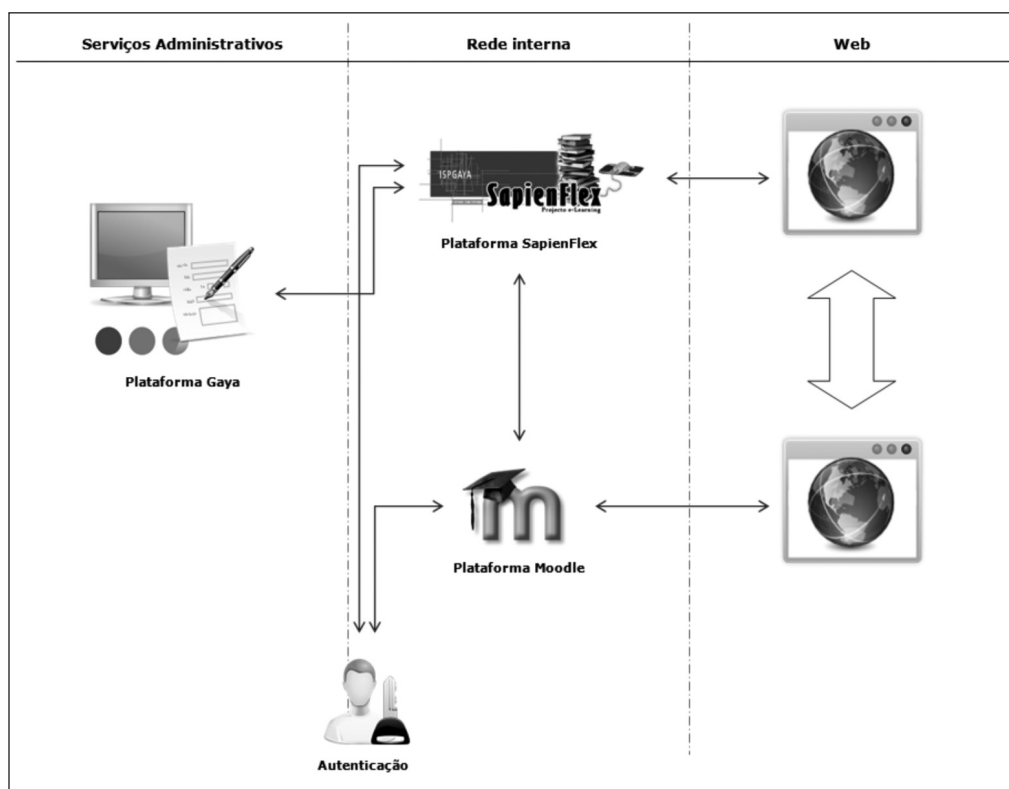 Serviços Administrativos
Rede interna
Web
ISPGAYA
SapienFlex
Projecto e-Learning
Plataforma SapienFlex
Plataforma Gaya
m
Plataforma Moodle
Autenticação